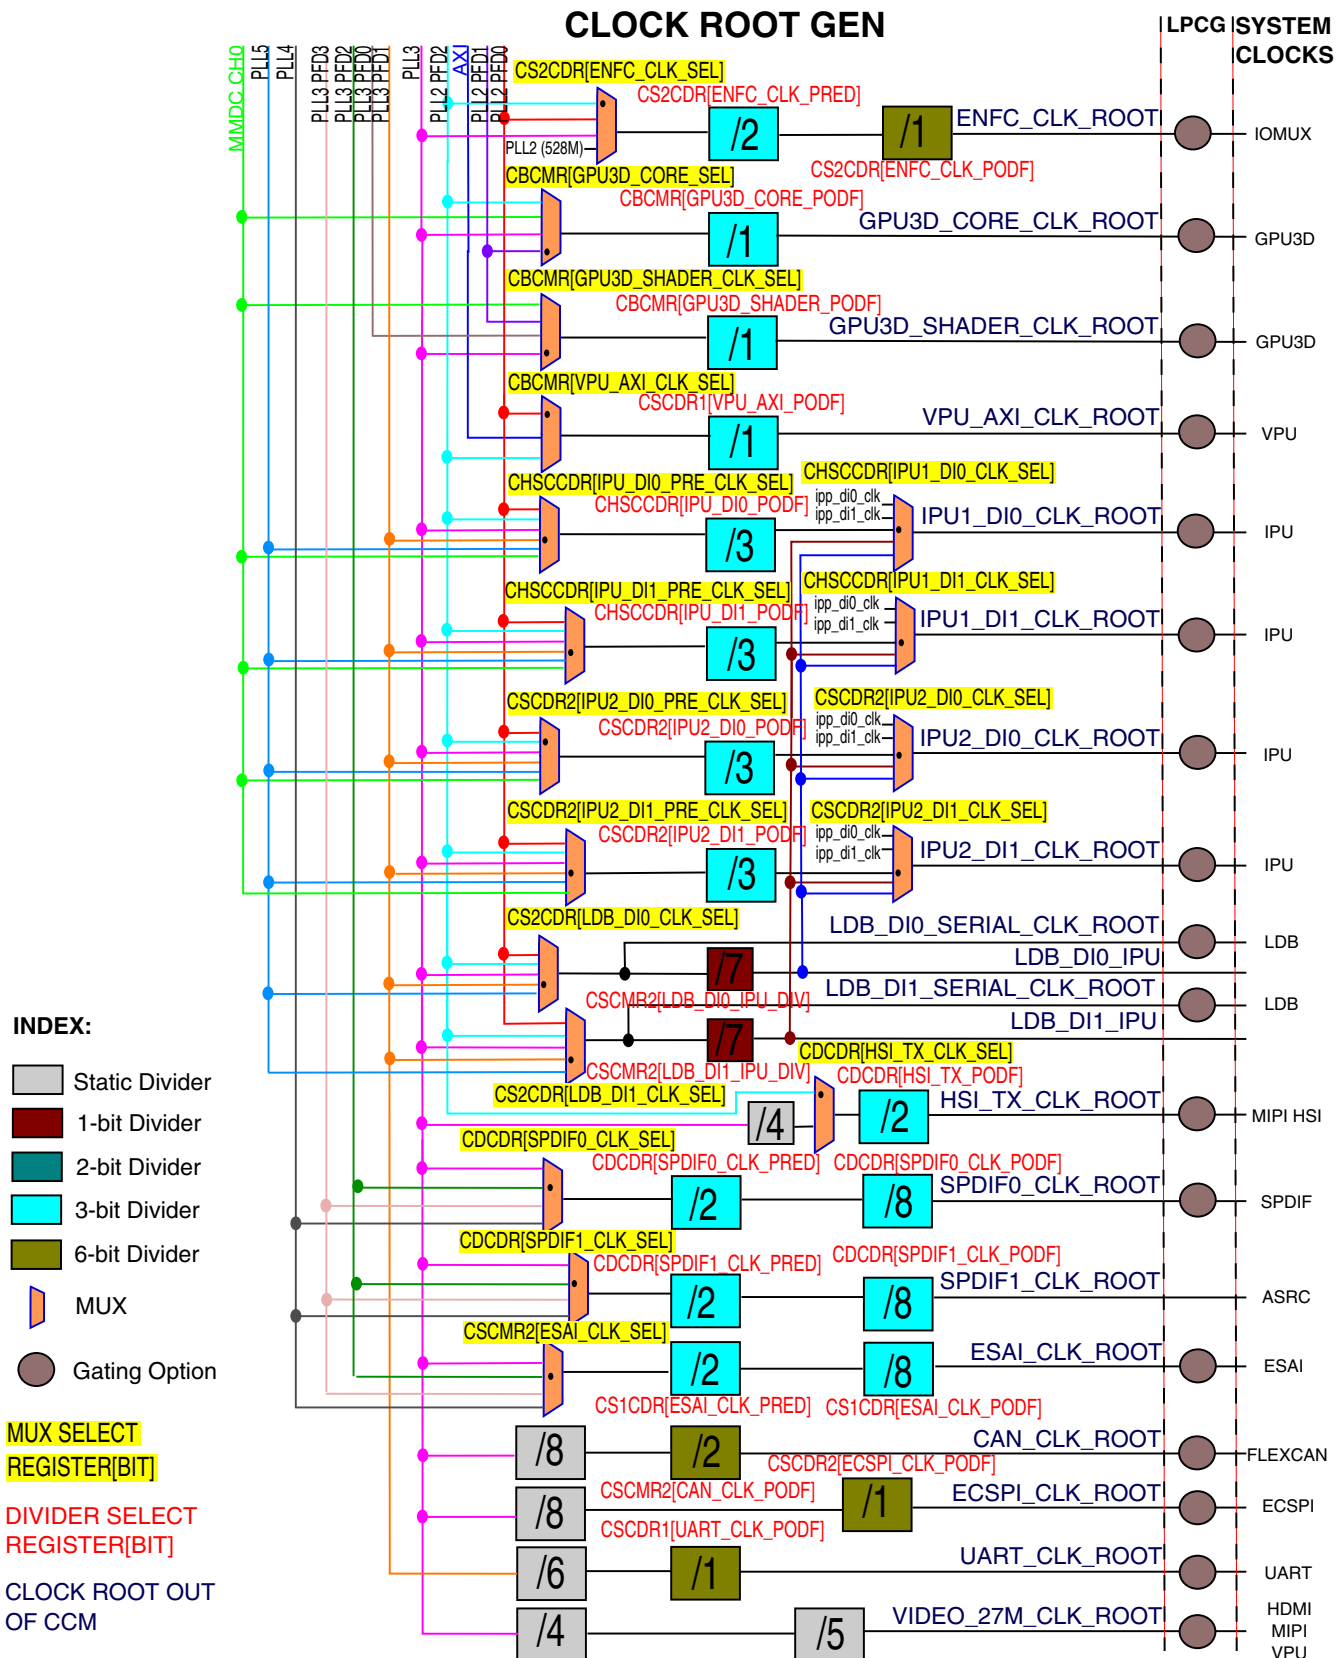 CLOCK ROOT GEN
LPCG
SYSTEM
CLOCKS
MMDC CH0
PLL5
PLL4
PLL3 PFD3
PLL3 PFD2
PLL3 PFD0
PLL3 PFD1
PLL3
PLL2 PFD2
AXI
PLL2 PFD1
PLL2 PFD0
CS2CDR[ENFC_CLK_SEL]
CS2CDR[ENFC_CLK_PRED]
PLL2 (528M)
/2
/1
ENFC_CLK_ROOT
IOMUX
CS2CDR[ENFC_CLK_PODF]
CBCMR[GPU3D_CORE_SEL]
CBCMR[GPU3D_CORE_PODF]
/1
GPU3D_CORE_CLK_ROOT
GPU3D
CBCMR[GPU3D_SHADER_CLK_SEL]
CBCMR[GPU3D_SHADER_PODF]
/1
GPU3D_SHADER_CLK_ROOT
GPU3D
CBCMR[VPU_AXI_CLK_SEL]
CSCDR1[VPU_AXI_PODF]
/1
VPU_AXI_CLK_ROOT
VPU
CHSCCDR[IPU_DI0_PRE_CLK_SEL]
CHSCCDR[IPU_DI0_PODF]
/3
CHSCCDR[IPU1_DI0_CLK_SEL]
ipp_di0_clk
ipp_di1_clk
IPU1_DI0_CLK_ROOT
IPU
CHSCCDR[IPU_DI1_PRE_CLK_SEL]
CHSCCDR[IPU_DI1_PODF]
/3
CHSCCDR[IPU1_DI1_CLK_SEL]
ipp_di0_clk
ipp_di1_clk
IPU1_DI1_CLK_ROOT
IPU
CSCDR2[IPU2_DI0_PRE_CLK_SEL]
CSCDR2[IPU2_DI0_PODF]
/3
CSCDR2[IPU2_DI0_CLK_SEL]
ipp_di0_clk
ipp_di1_clk
IPU2_DI0_CLK_ROOT
IPU
CSCDR2[IPU2_DI1_PRE_CLK_SEL]
CSCDR2[IPU2_DI1_PODF]
/3
CSCDR2[IPU2_DI1_CLK_SEL]
ipp_di0_clk
ipp_di1_clk
IPU2_DI1_CLK_ROOT
IPU
CS2CDR[LDB_DI0_CLK_SEL]
LDB_DI0_SERIAL_CLK_ROOT
LDB
/7
LDB_DI0_IPU
CSCMR2[LDB_DI0_IPU_DIV]
LDB_DI1_SERIAL_CLK_ROOT
LDB
/7
LDB_DI1_IPU
CSCMR2[LDB_DI1_IPU_DIV]
CS2CDR[LDB_DI1_CLK_SEL]
CDCDR[HSI_TX_CLK_SEL]
CDCDR[HSI_TX_PODF]
/4
/2
HSI_TX_CLK_ROOT
MIPI HSI
CDCDR[SPDIF0_CLK_SEL]
CDCDR[SPDIF0_CLK_PRED]
CDCDR[SPDIF0_CLK_PODF]
/2
/8
SPDIF0_CLK_ROOT
SPDIF
CDCDR[SPDIF1_CLK_SEL]
CDCDR[SPDIF1_CLK_PRED]
CDCDR[SPDIF1_CLK_PODF]
/2
/8
SPDIF1_CLK_ROOT
ASRC
CSCMR2[ESAI_CLK_SEL]
/2
/8
ESAI_CLK_ROOT
ESAI
CS1CDR[ESAI_CLK_PRED]
CS1CDR[ESAI_CLK_PODF]
/8
/2
CAN_CLK_ROOT
FLEXCAN
CSCMR2[CAN_CLK_PODF]
CSCDR2[ECSPI_CLK_PODF]
/8
/1
ECSPI_CLK_ROOT
ECSPI
CSCDR1[UART_CLK_PODF]
/6
/1
UART_CLK_ROOT
UART
/4
/5
VIDEO_27M_CLK_ROOT
HDMI
MIPI
VPU
INDEX:
Static Divider
1-bit Divider
2-bit Divider
3-bit Divider
6-bit Divider
MUX
Gating Option
MUX SELECT
REGISTER[BIT]
DIVIDER SELECT
REGISTER[BIT]
CLOCK ROOT OUT
OF CCM